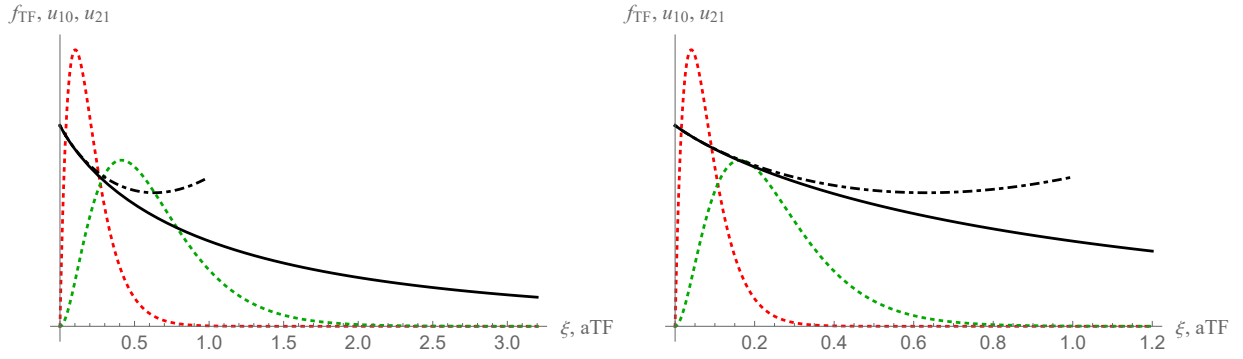 f_TF, u_10, u_21
0.5 1.0 1.5 2.0 2.5 3.0
ξ, aTF
f_TF, u_10, u_21
0.2 0.4 0.6 0.8 1.0 1.2
ξ, aTF